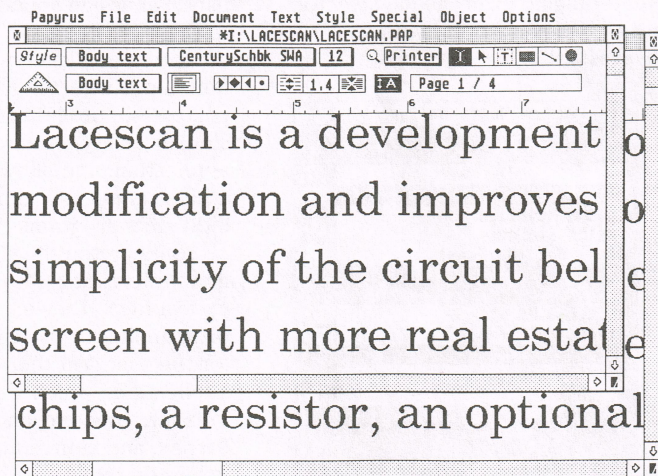 Papyrus File Edit Document Text Style Special Object Options
*I:\LACESCAN\LACESCAN.PAP
Style Body text CenturySchbk SWA 12 Printer
Body text 1.4 Page 1 / 4
3 4 5 6 7
Lacescan is a development
modification and improves
simplicity of the circuit bel
screen with more real estat
chips, a resistor, an optional